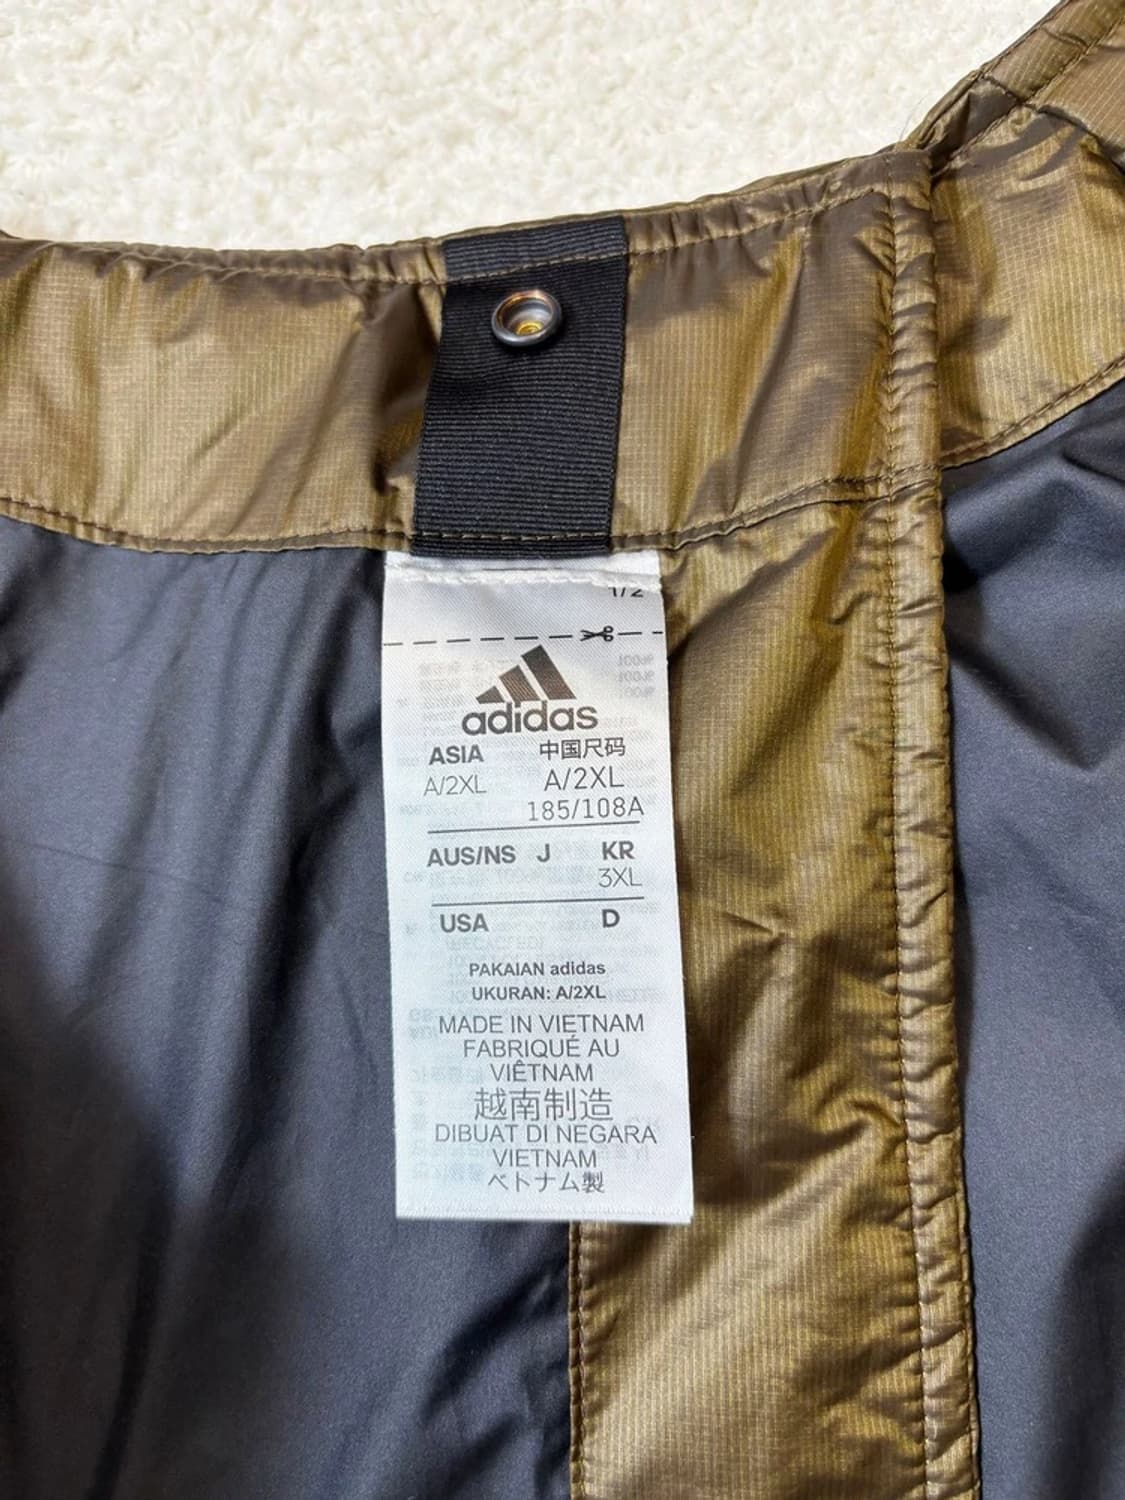 1/2
adidas
ASIA 中国尺码
A/2XL A/2XL
185/108A
AUS/NS J KR
3XL
USA D
PAKAIAN adidas
UKURAN: A/2XL
MADE IN VIETNAM
FABRIQUÉ AU
VIÊTNAM
越南制造
DIBUAT DI NEGARA
VIETNAM
ベトナム製